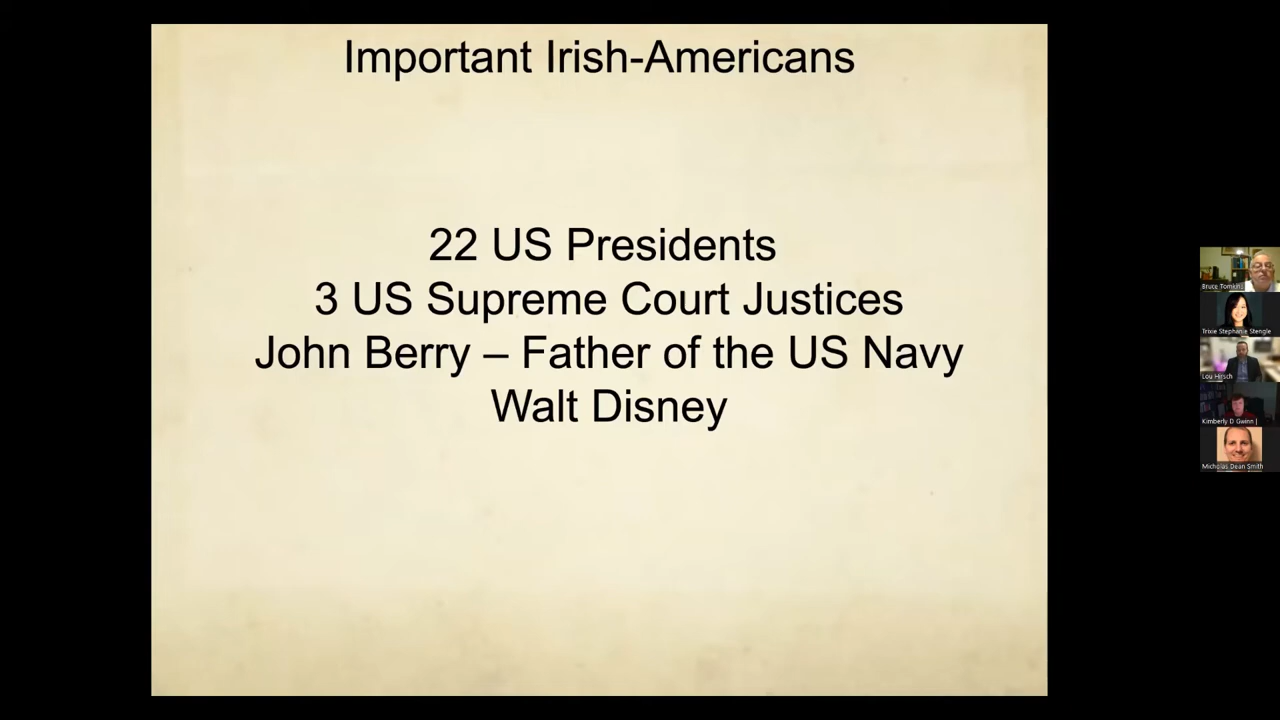 Important Irish-Americans
22 US Presidents
3 US Supreme Court Justices
John Berry – Father of the US Navy
Walt Disney
Bruce Tomkin
Trixie Stephanie Stengle
Lou Hirsch
Kimberly D Gwinn |
Micholas Dean Smith